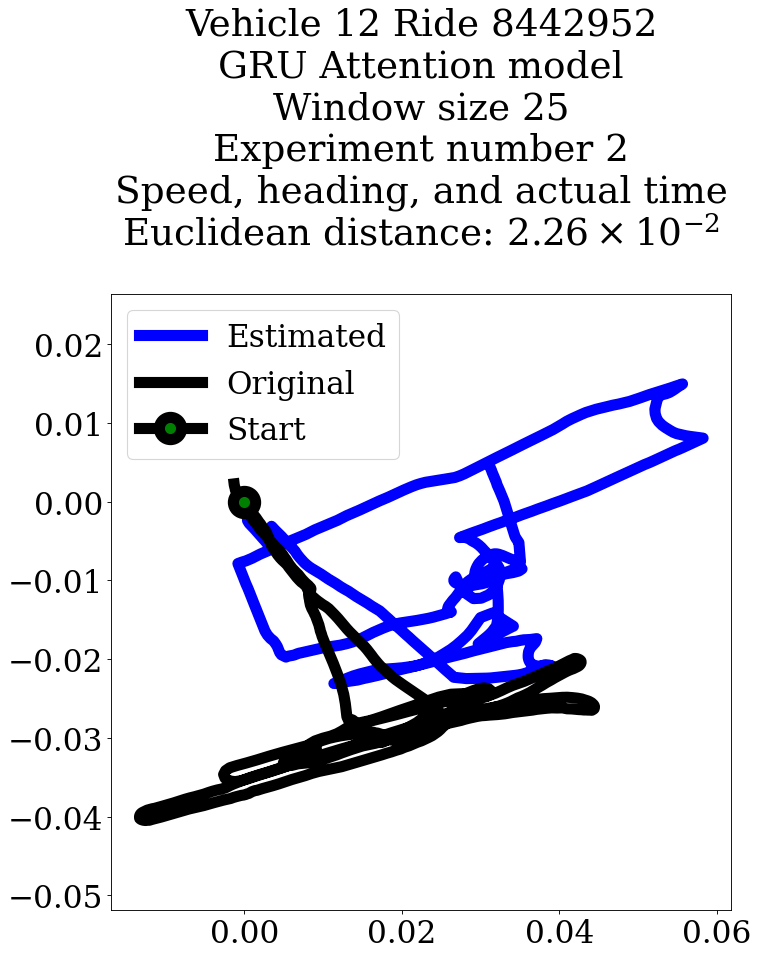 Vehicle 12 Ride 8442952
GRU Attention model
Window size 25
Experiment number 2
Speed, heading, and actual time
Euclidean distance: 2.26 × 10⁻²
Estimated
Original
Start
0.02
0.01
0.00
−0.01
−0.02
−0.03
−0.04
−0.05
0.00 0.02 0.04 0.06